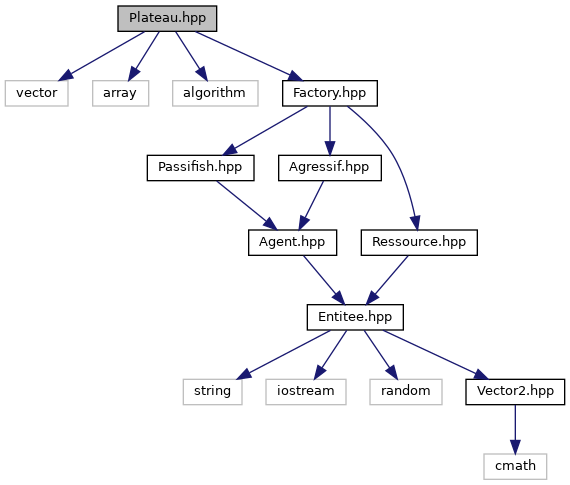 Plateau.hpp
vector
array
algorithm
Factory.hpp
Passifish.hpp
Agressif.hpp
Agent.hpp
Ressource.hpp
Entitee.hpp
string
iostream
random
Vector2.hpp
cmath